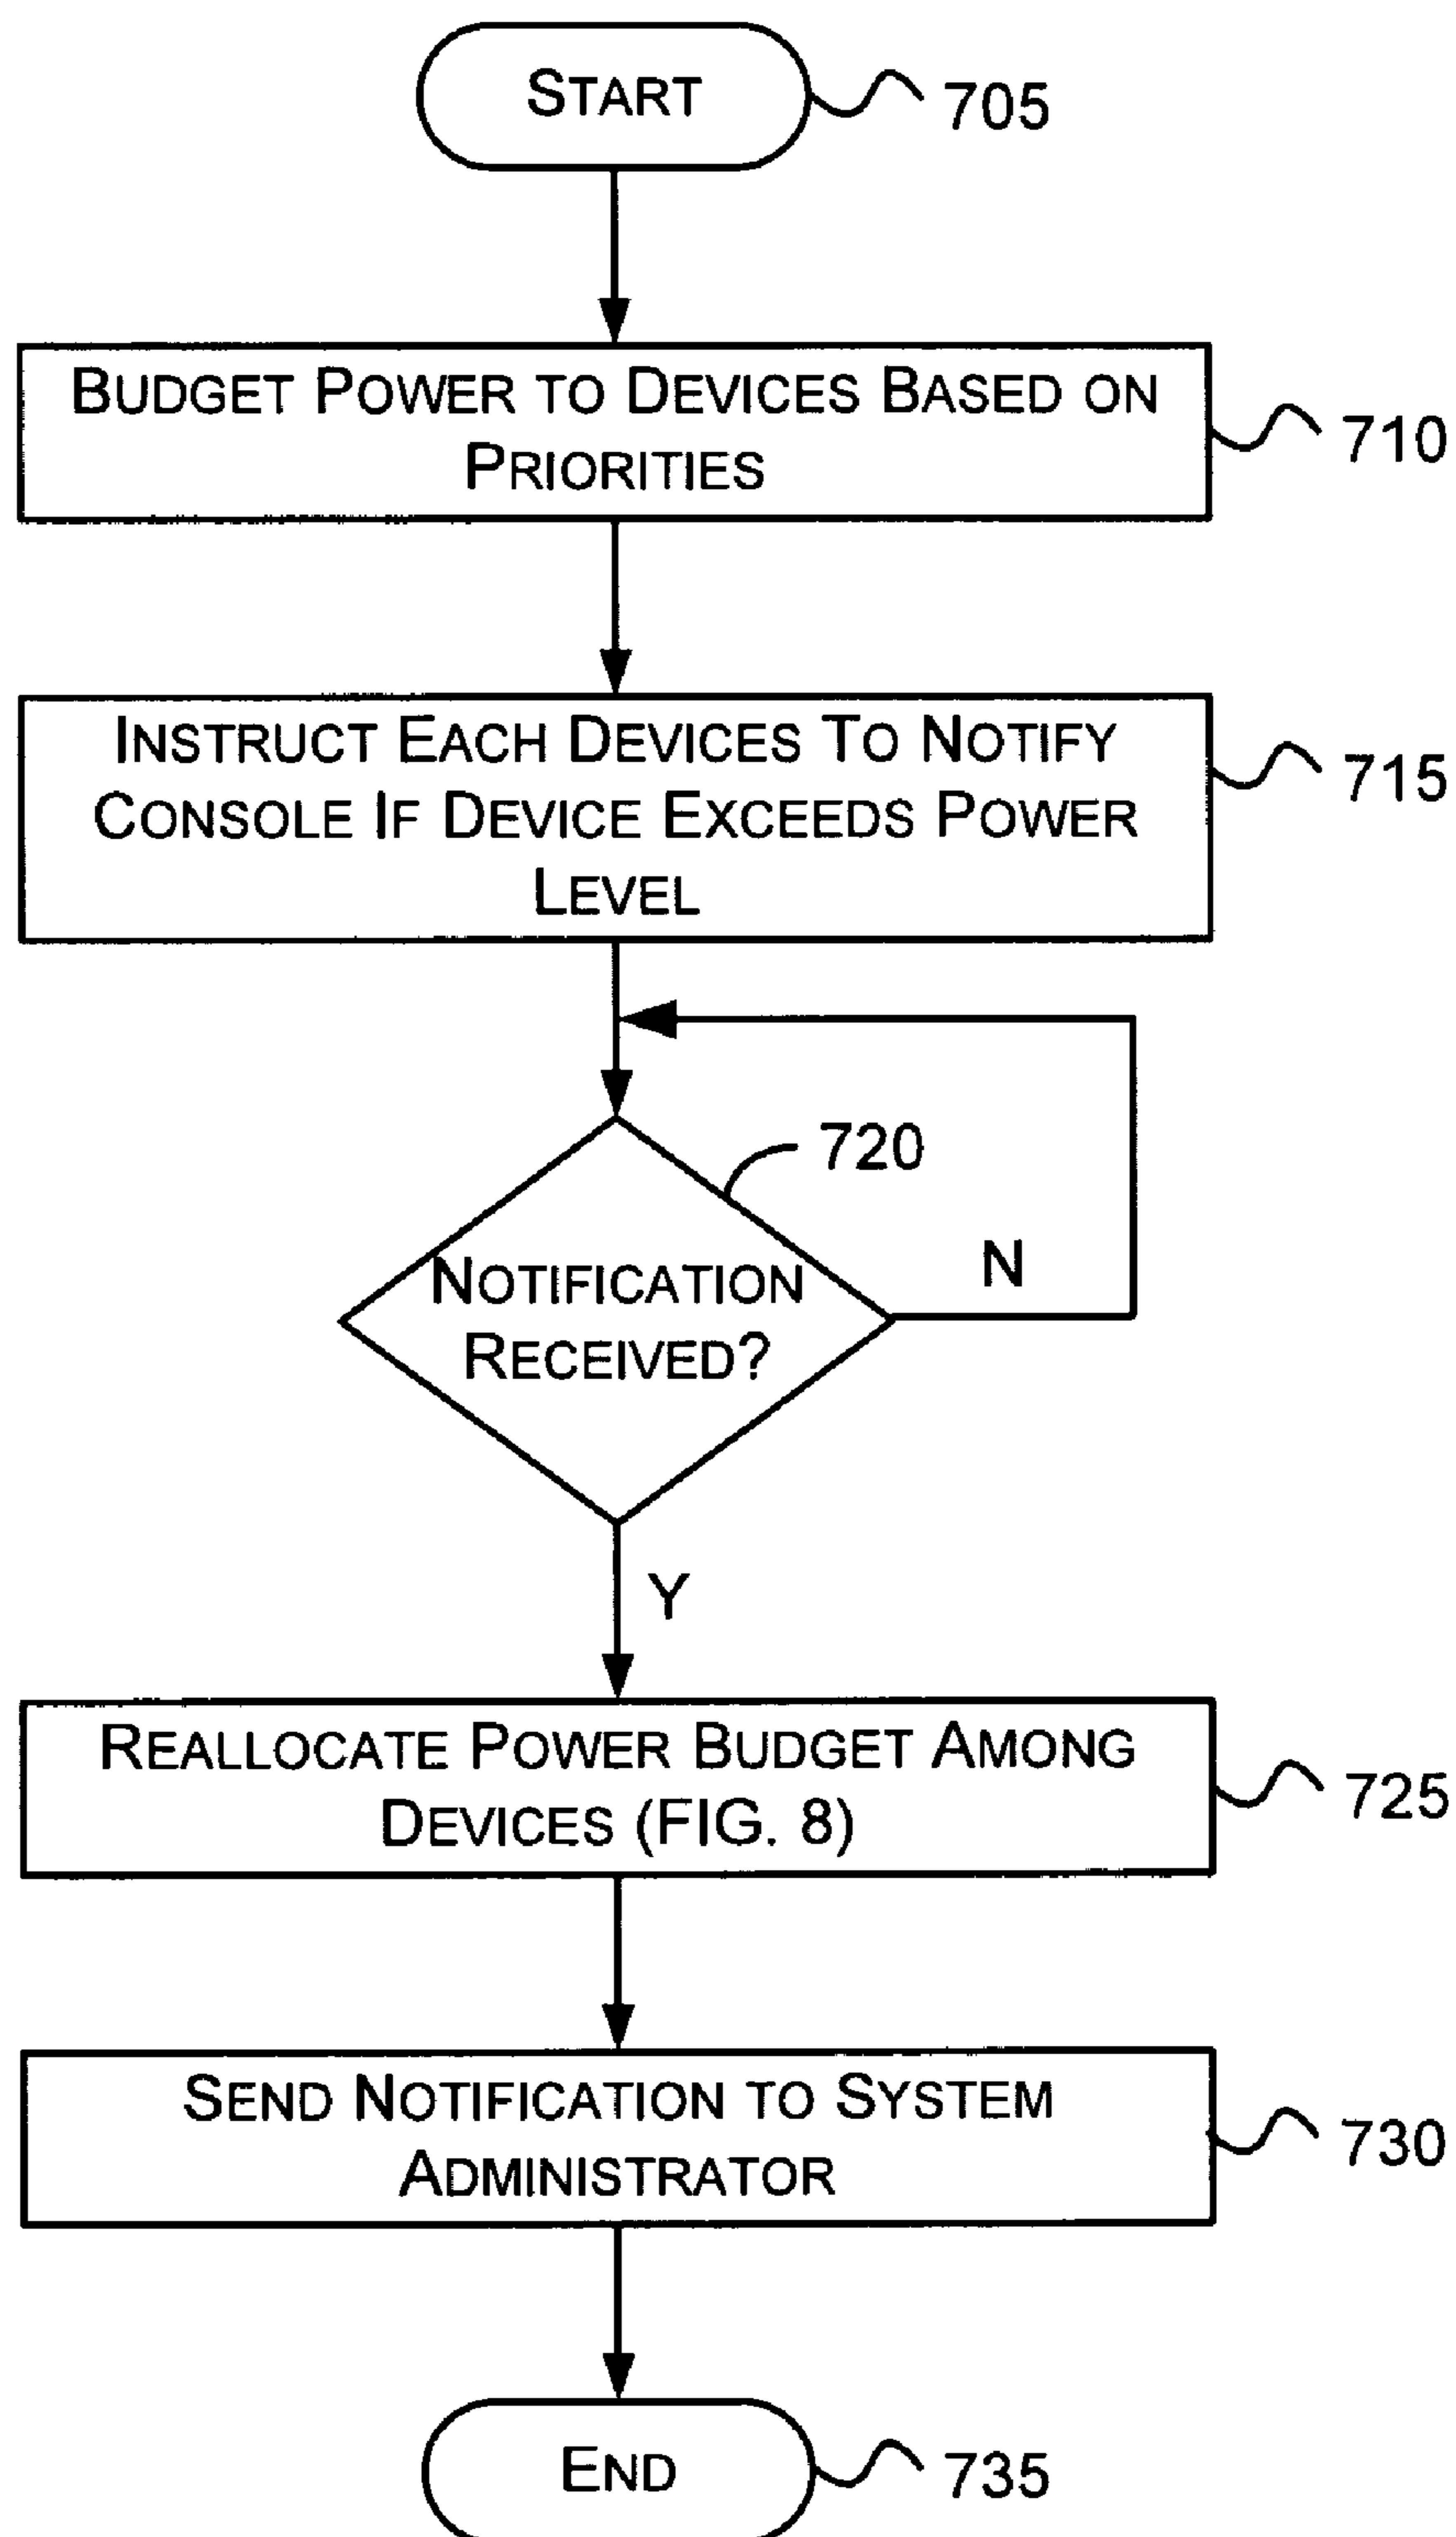 START
705
BUDGET POWER TO DEVICES BASED ON
PRIORITIES
710
INSTRUCT EACH DEVICES TO NOTIFY
CONSOLE IF DEVICE EXCEEDS POWER
LEVEL
715
720
NOTIFICATION
RECEIVED?
N
Y
REALLOCATE POWER BUDGET AMONG
DEVICES (FIG. 8)
725
SEND NOTIFICATION TO SYSTEM
ADMINISTRATOR
730
END
735